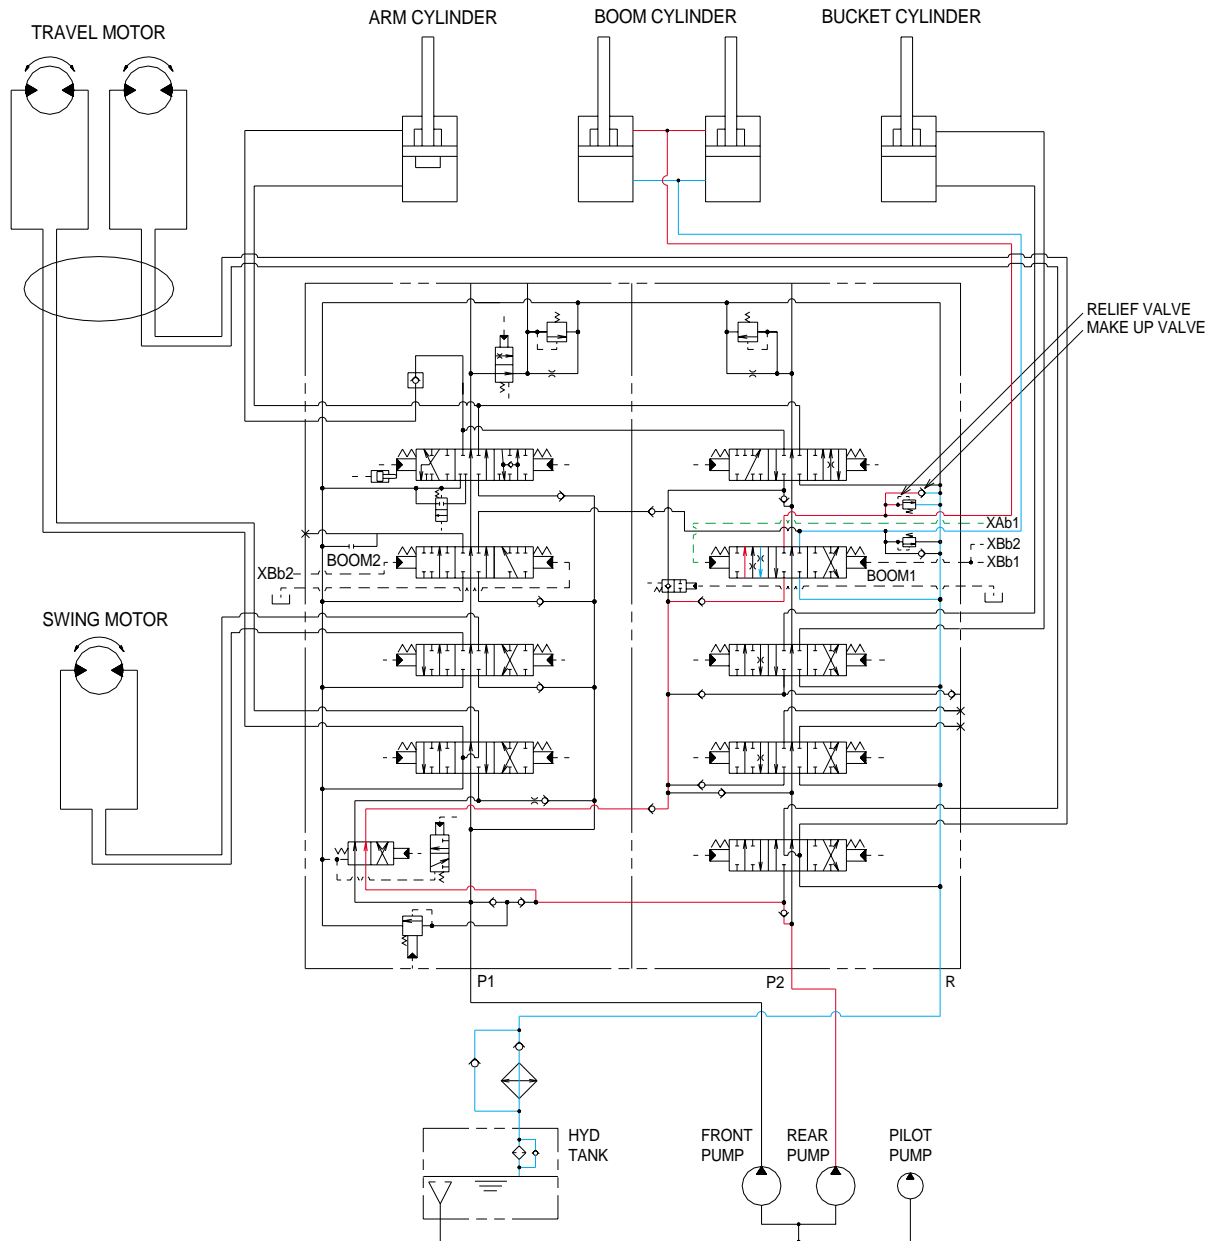 ARM CYLINDER
BOOM CYLINDER
BUCKET CYLINDER
TRAVEL MOTOR
RELIEF VALVE
MAKE UP VALVE
XAb1
XBb2
XBb1
BOOM2
XBb2
BOOM1
SWING MOTOR
P1
P2
R
HYD
TANK
FRONT
PUMP
REAR
PUMP
PILOT
PUMP